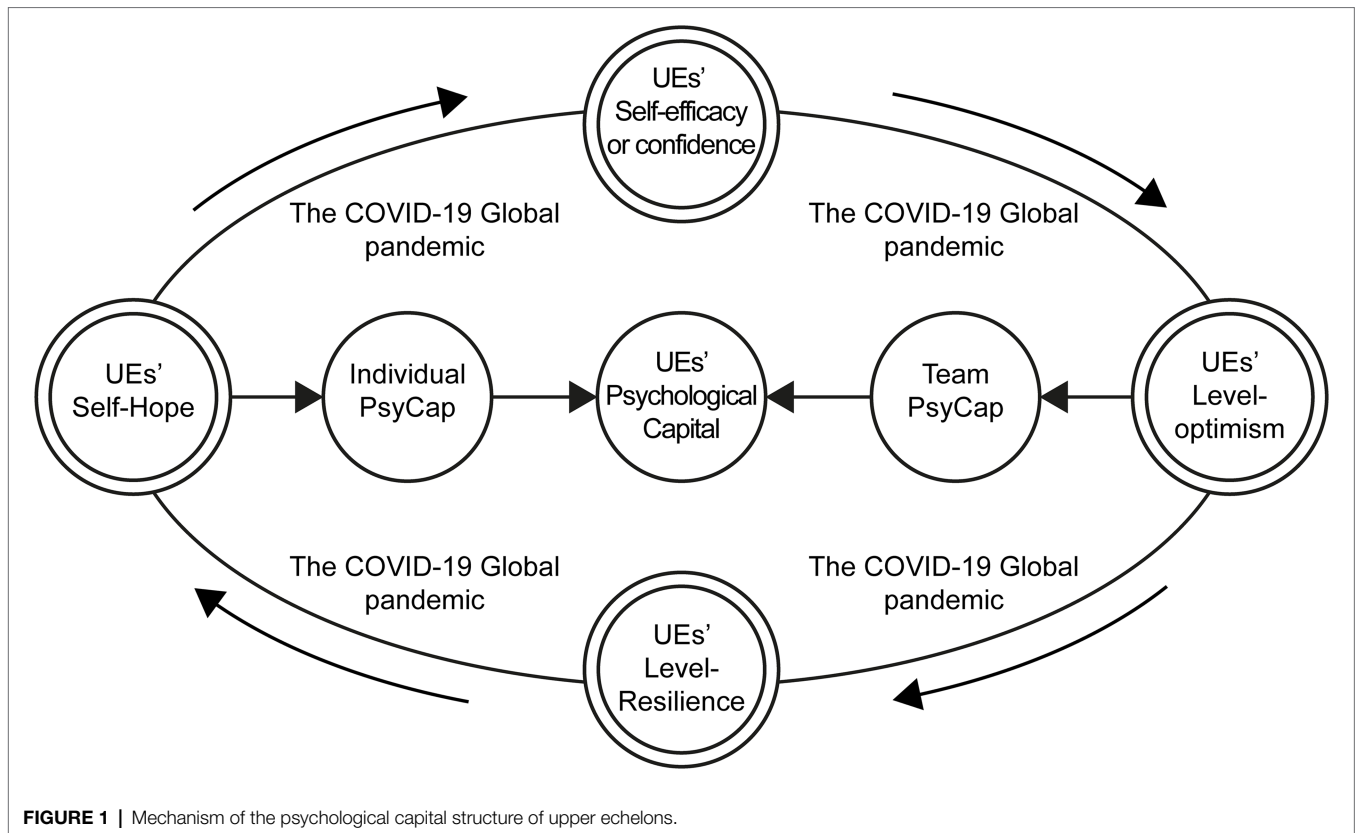 UEs’
Self-efficacy
or confidence
The COVID-19 Global
pandemic
The COVID-19 Global
pandemic
UEs’
Self-Hope
Individual
PsyCap
UEs’
Psychological
Capital
Team
PsyCap
UEs’
Level-
optimism
The COVID-19 Global
pandemic
The COVID-19 Global
pandemic
UEs’
Level-
Resilience
FIGURE 1 | Mechanism of the psychological capital structure of upper echelons.